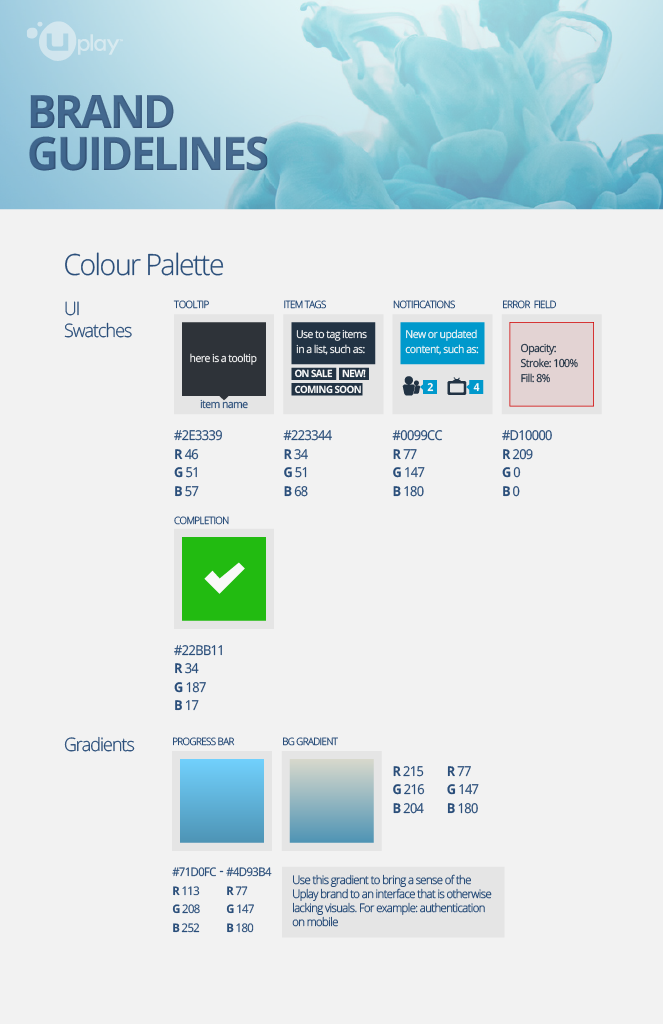 Uplay™
BRAND
GUIDELINES
Colour Palette
UI
Swatches
TOOLTIP
here is a tooltip
item name
#2E3339
R 46
G 51
B 57
ITEM TAGS
Use to tag items
in a list, such as:
ON SALE NEW!
COMING SOON
#223344
R 34
G 51
B 68
NOTIFICATIONS
New or updated
content, such as:
2 4
#0099CC
R 77
G 147
B 180
ERROR FIELD
Opacity:
Stroke: 100%
Fill: 8%
#D10000
R 209
G 0
B 0
COMPLETION
#22BB11
R 34
G 187
B 17
Gradients
PROGRESS BAR
#71D0FC - #4D93B4
R 113 R 77
G 208 G 147
B 252 B 180
BG GRADIENT
R 215 R 77
G 216 G 147
B 204 B 180
Use this gradient to bring a sense of the
Uplay brand to an interface that is otherwise
lacking visuals. For example: authentication
on mobile